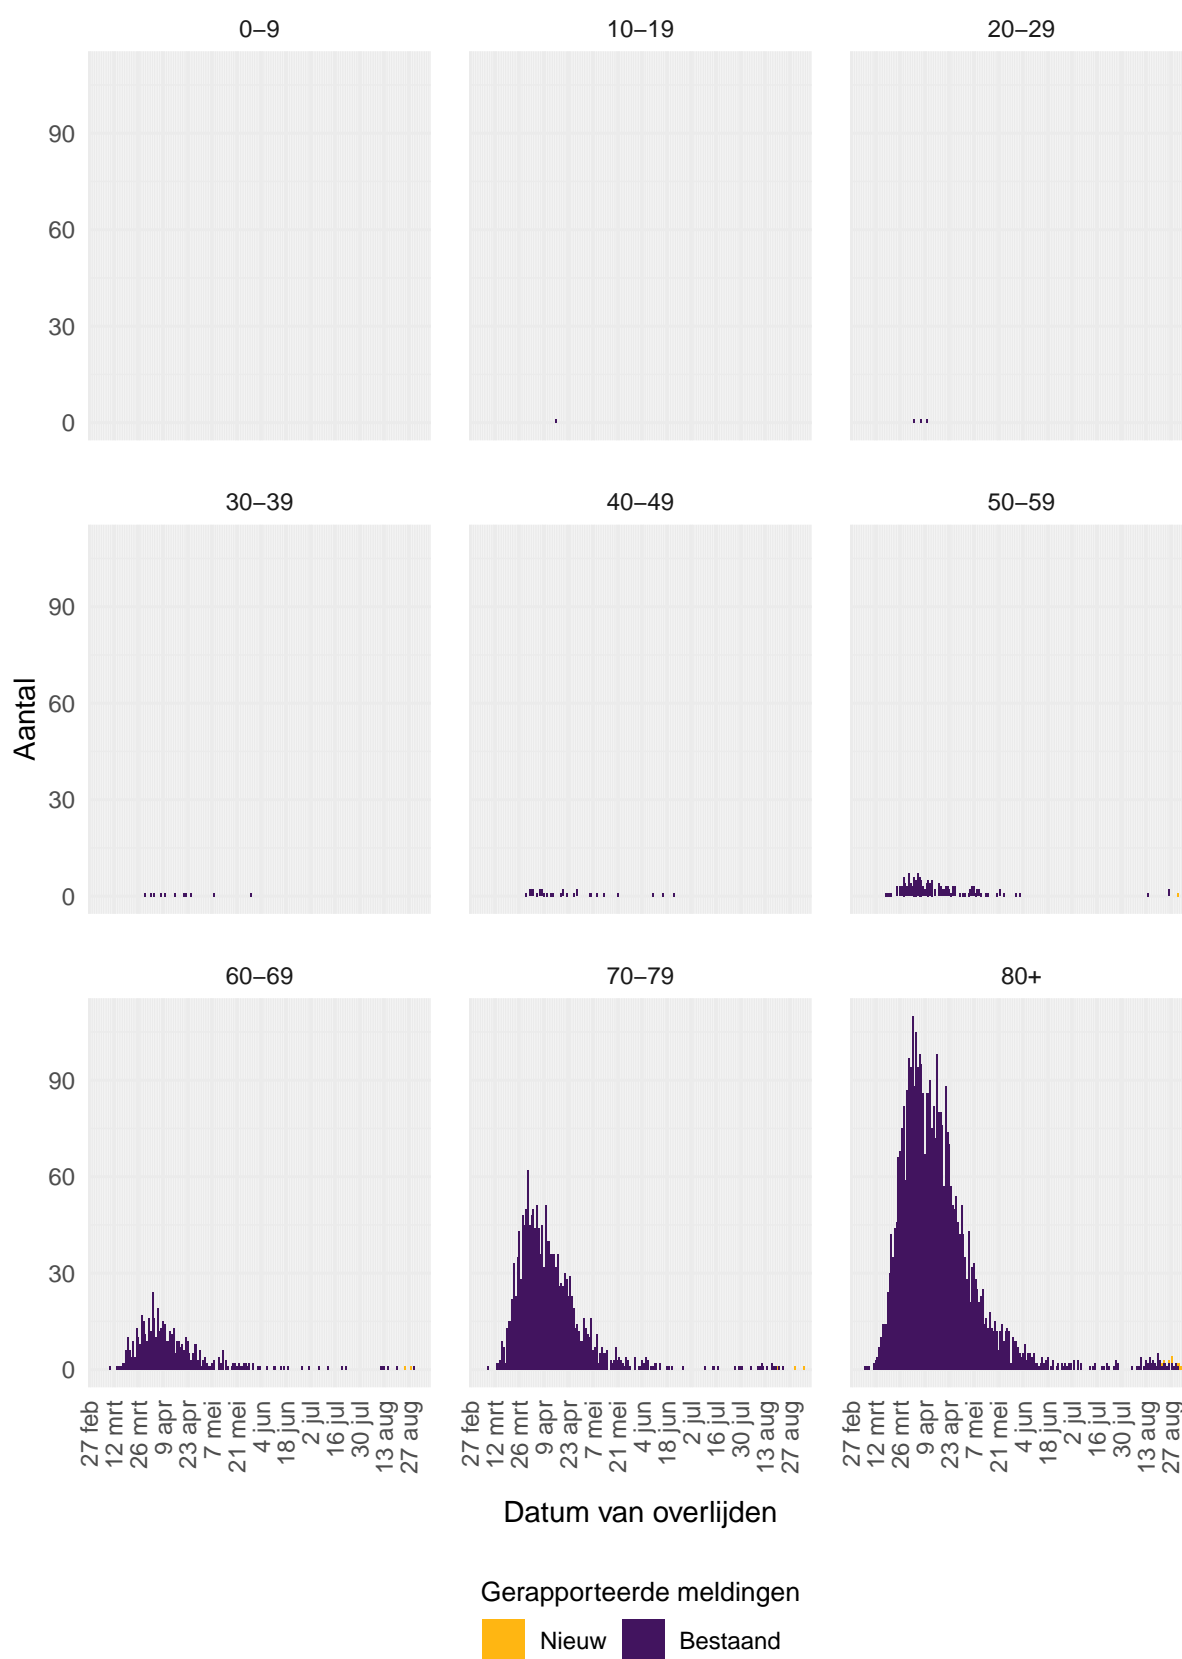 0–9 10–19 20–29
90
60
30
0
30–39 40–49 50–59
90
60
30
0
Aantal
60–69 70–79 80+
90
60
30
0
27 feb 12 mrt 26 mrt 9 apr 23 apr 7 mei 21 mei 4 jun 18 jun 2 jul 16 jul 30 jul 13 aug 27 aug
27 feb 12 mrt 26 mrt 9 apr 23 apr 7 mei 21 mei 4 jun 18 jun 2 jul 16 jul 30 jul 13 aug 27 aug
27 feb 12 mrt 26 mrt 9 apr 23 apr 7 mei 21 mei 4 jun 18 jun 2 jul 16 jul 30 jul 13 aug 27 aug
Datum van overlijden
Gerapporteerde meldingen
Nieuw Bestaand